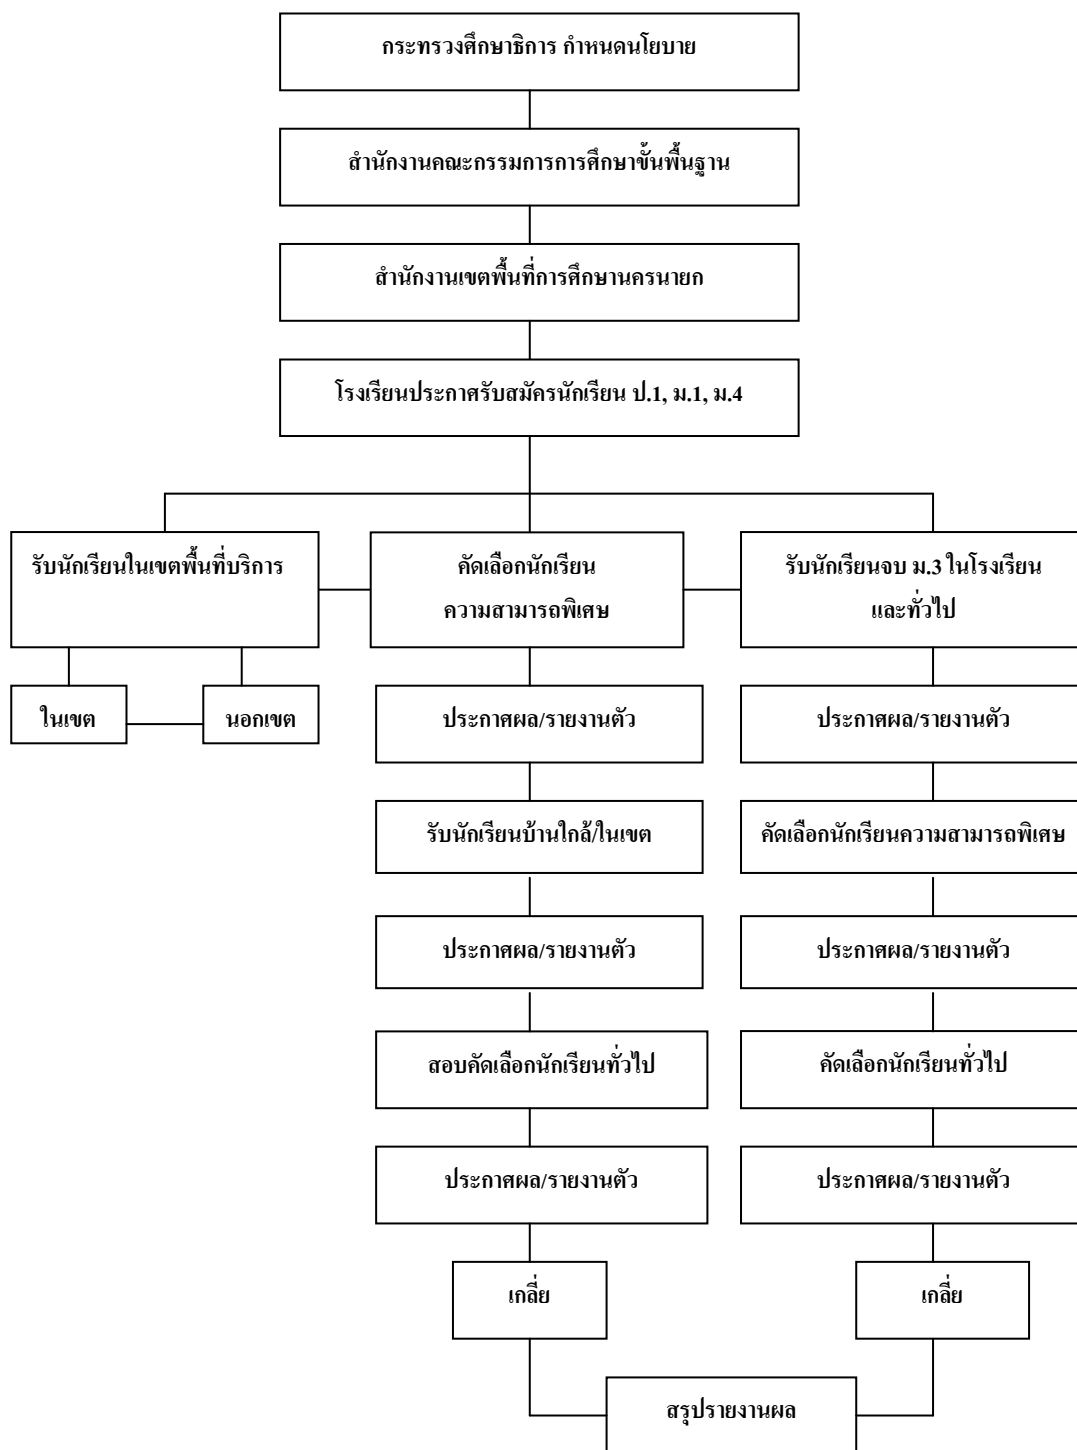 กระทรวงศึกษาธิการ กำหนดนโยบาย
สำนักงานคณะกรรมการการศึกษาขั้นพื้นฐาน
สำนักงานเขตพื้นที่การศึกษานครนายก
โรงเรียนประกาศรับสมัครนักเรียน ป.1, ม.1, ม.4
รับนักเรียนในเขตพื้นที่บริการ
คัดเลือกนักเรียน
ความสามารถพิเศษ
รับนักเรียนจบ ม.3 ในโรงเรียน
และทั่วไป
ในเขต
นอกเขต
ประกาศผล/รายงานตัว
ประกาศผล/รายงานตัว
รับนักเรียนบ้านใกล้/ในเขต
คัดเลือกนักเรียนความสามารถพิเศษ
ประกาศผล/รายงานตัว
ประกาศผล/รายงานตัว
สอบคัดเลือกนักเรียนทั่วไป
คัดเลือกนักเรียนทั่วไป
ประกาศผล/รายงานตัว
ประกาศผล/รายงานตัว
เกลี่ย
เกลี่ย
สรุปรายงานผล